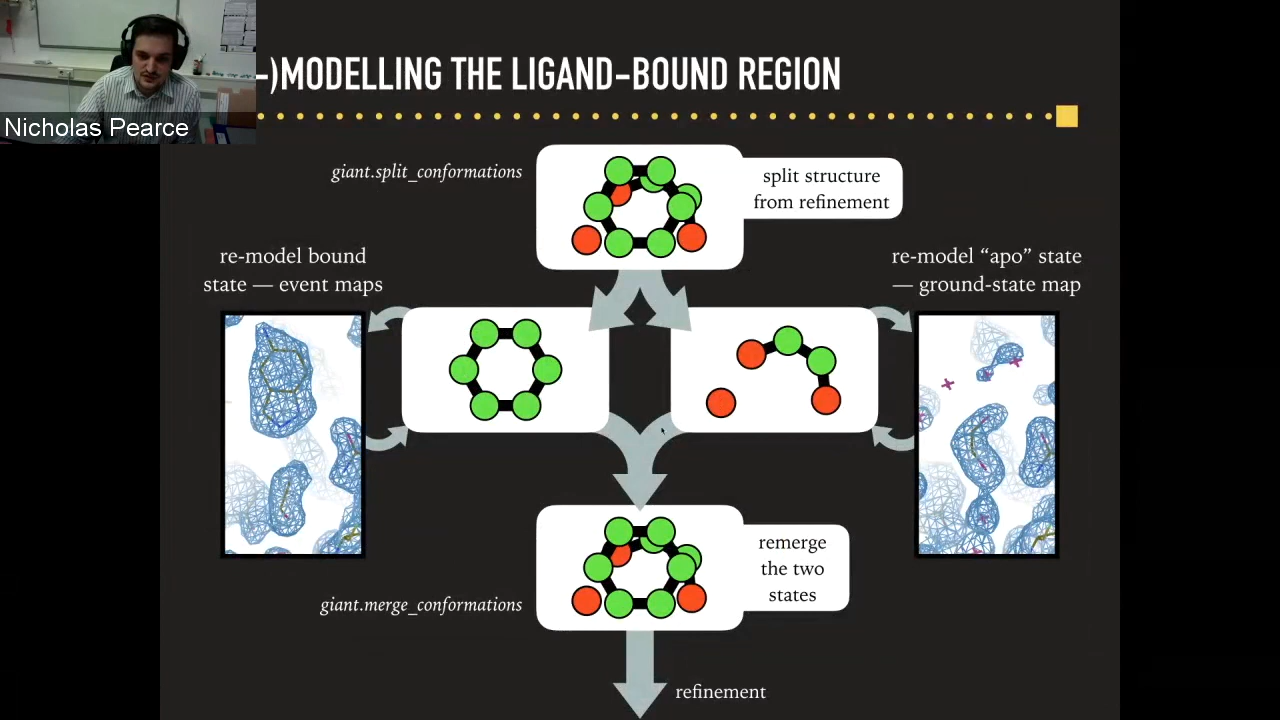 -)MODELLING THE LIGAND-BOUND REGION
Nicholas Pearce
giant.split_conformations
split structure
from refinement
re-model bound
state — event maps
re-model “apo” state
— ground-state map
giant.merge_conformations
remerge
the two
states
refinement